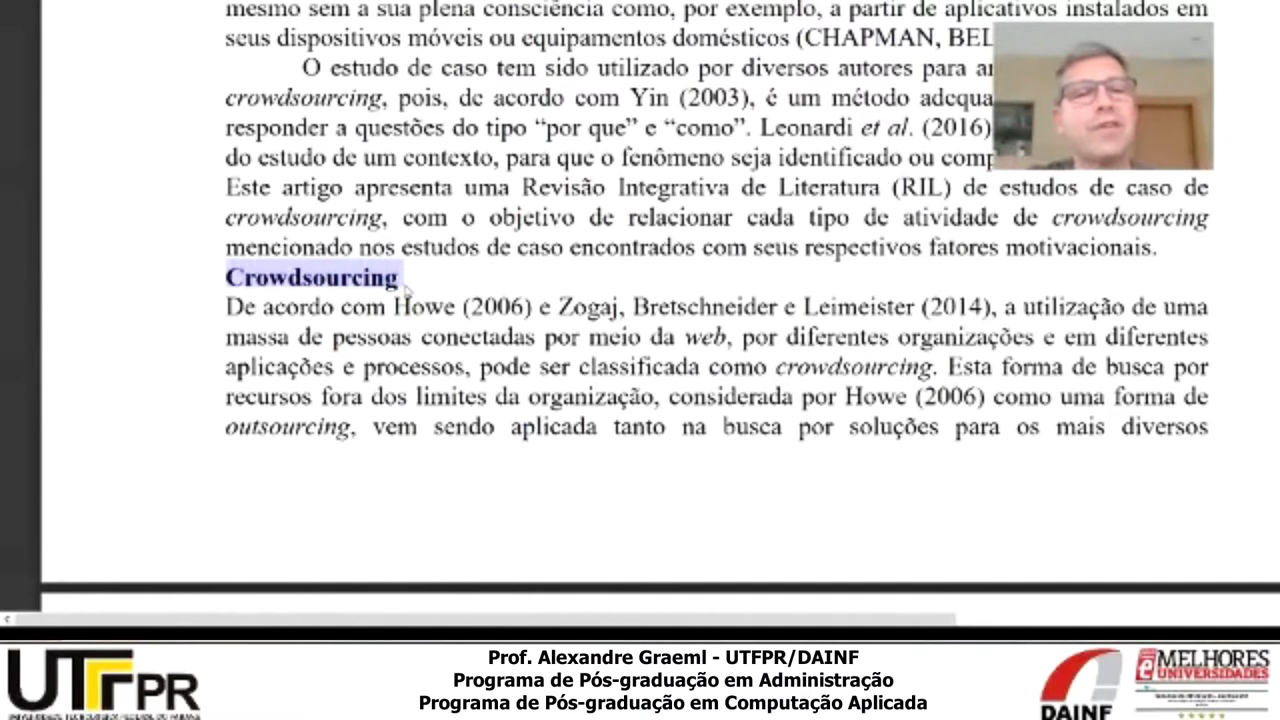 mesmo sem a sua plena consciência como, por exemplo, a partir de aplicativos instalados em
seus dispositivos móveis ou equipamentos domésticos (CHAPMAN, BEL
O estudo de caso tem sido utilizado por diversos autores para
crowdsourcing, pois, de acordo com Yin (2003), é um método
responder a questões do tipo “por que” e “como”. Leonardi et al. (2016)
do estudo de um contexto, para que o fenômeno seja identificado ou
Este artigo apresenta uma Revisão Integrativa de Literatura (RIL) de estudos de caso de
crowdsourcing, com o objetivo de relacionar cada tipo de atividade de crowdsourcing
mencionado nos estudos de caso encontrados com seus respectivos fatores motivacionais.
Crowdsourcing
De acordo com Howe (2006) e Zogaj, Bretschneider e Leimeister (2014), a utilização de uma
massa de pessoas conectadas por meio da web, por diferentes organizações e em diferentes
aplicações e processos, pode ser classificada como crowdsourcing. Esta forma de busca por
recursos fora dos limites da organização, considerada por Howe (2006) como uma forma de
outsourcing, vem sendo aplicada tanto na busca por soluções para os mais diversos
UTFPR
Prof. Alexandre Graeml - UTFPR/DAINF
Programa de Pós-graduação em Administração
Programa de Pós-graduação em Computação Aplicada
DAINF
MELHORES
UNIVERSIDADES